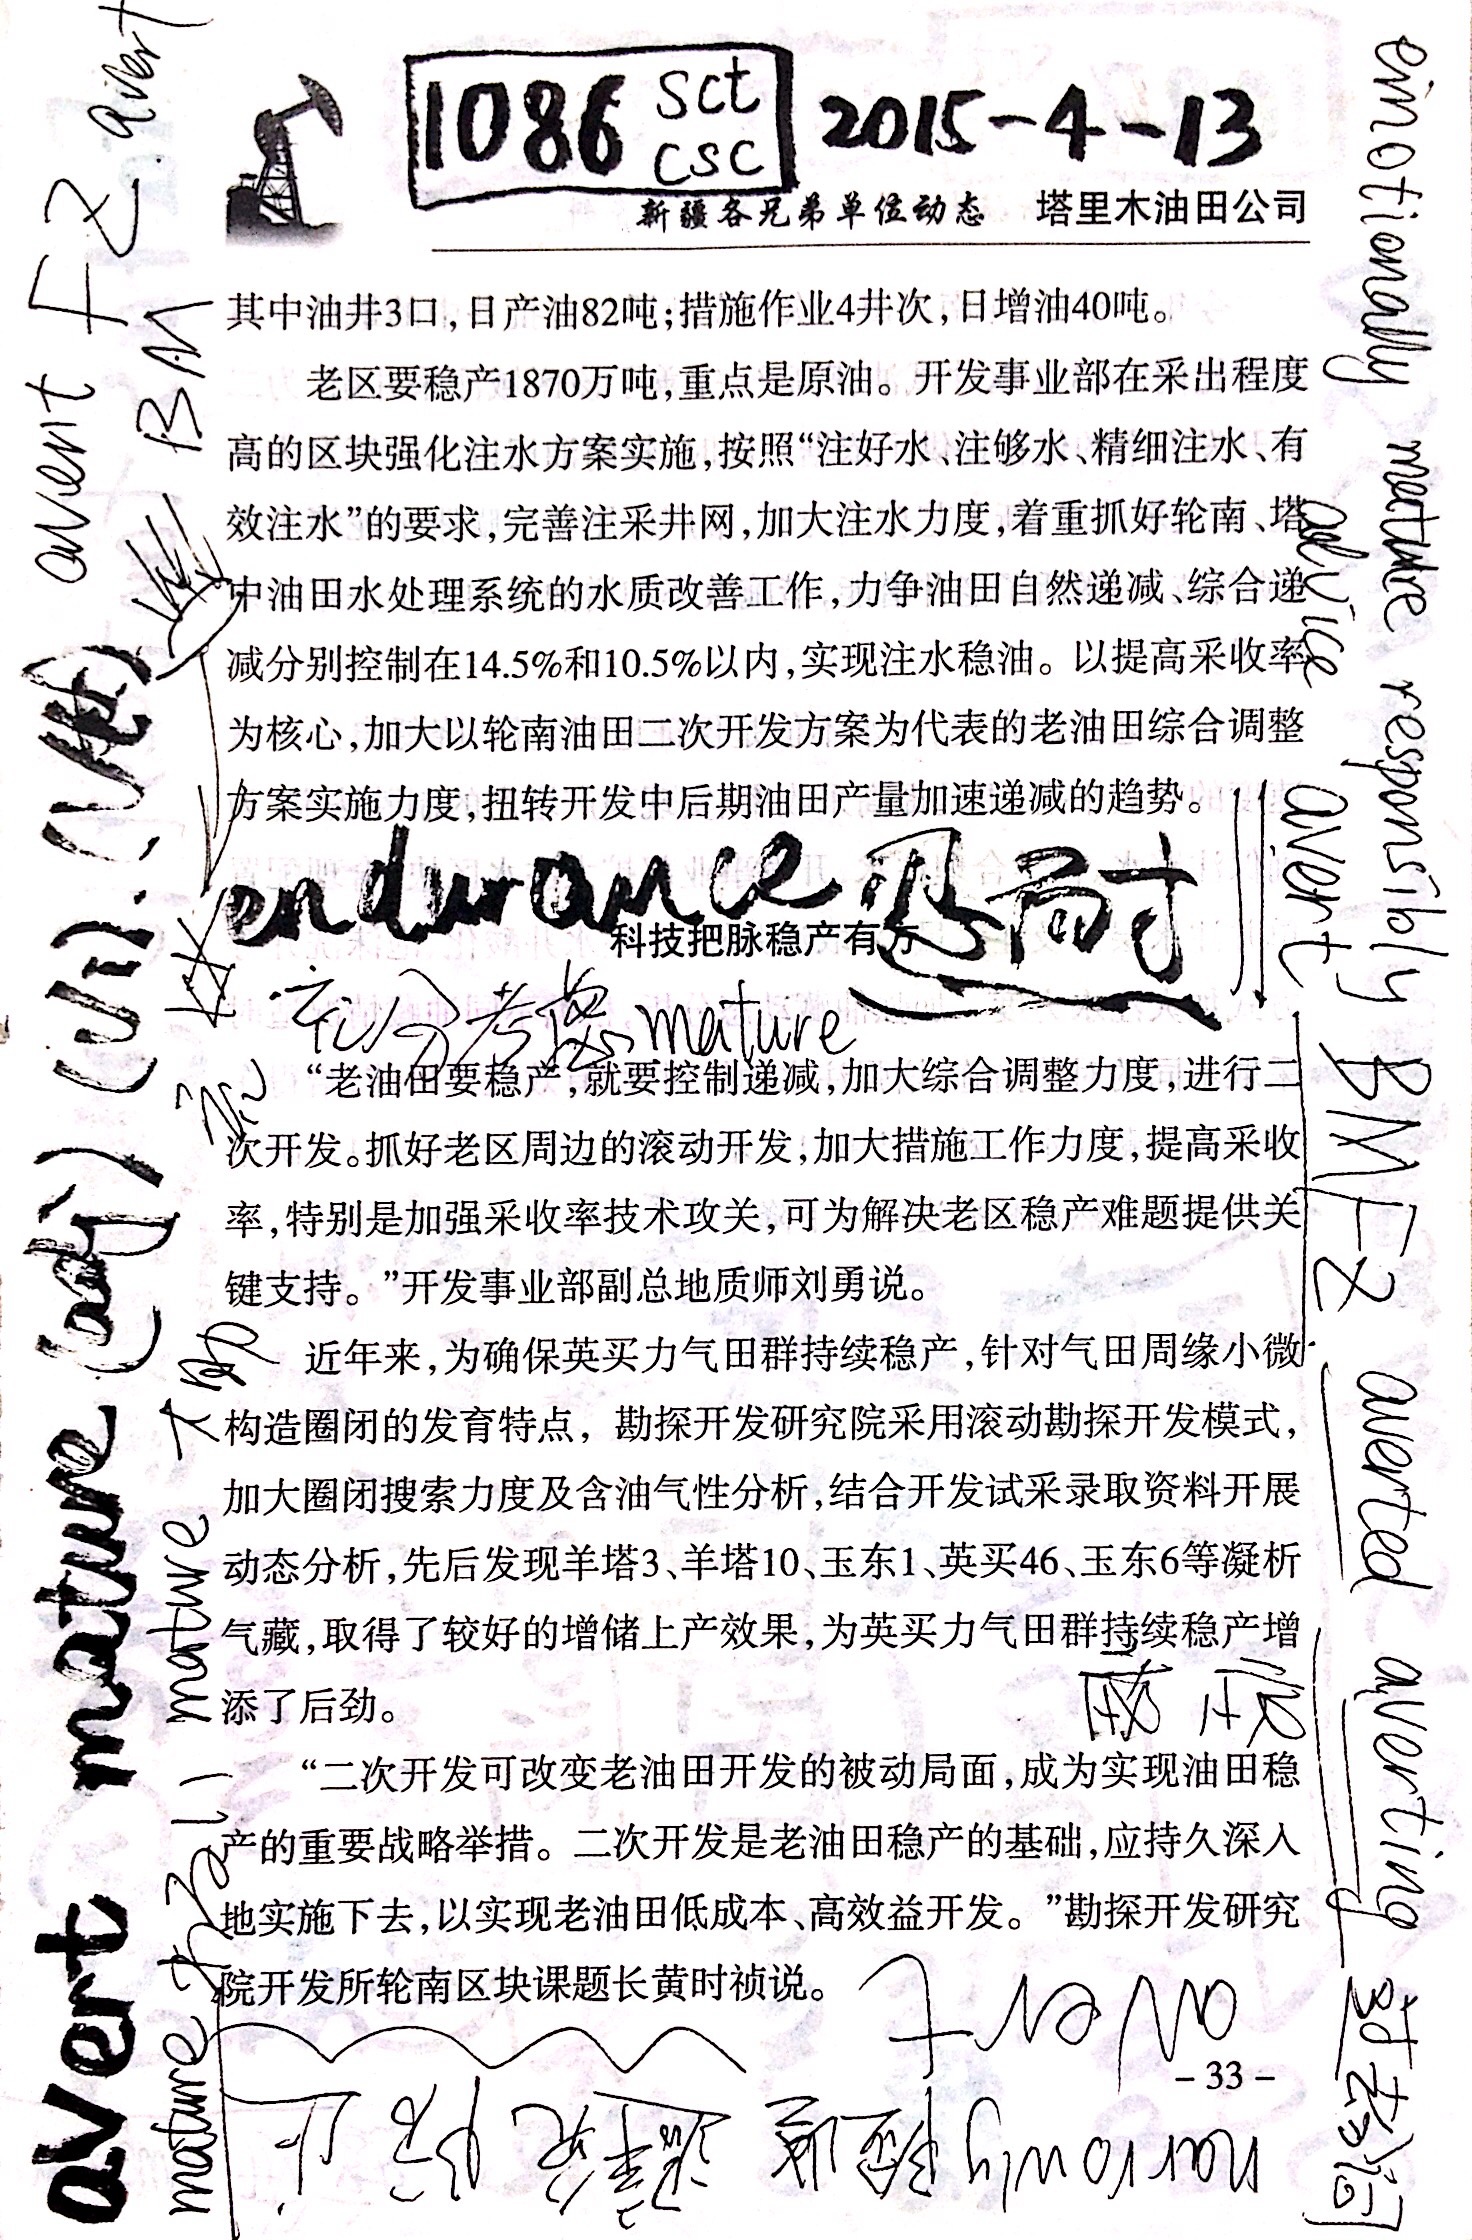 1086 sct
csc
2015-4-13
新疆各兄弟单位动态 塔里木油田公司
其中油井3口,日产油82吨;措施作业4井次,日增油40吨。
老区要稳产1870万吨,重点是原油。开发事业部在采出程度
高的区块强化注水方案实施,按照“注好水、注够水、精细注水、有
效注水”的要求,完善注采井网,加大注水力度,着重抓好轮南、塔
中油田水处理系统的水质改善工作,力争油田自然递减、综合递
减分别控制在14.5%和10.5%以内,实现注水稳油。以提高采收率
为核心,加大以轮南油田二次开发方案为代表的老油田综合调整
方案实施力度,扭转开发中后期油田产量加速递减的趋势。
endurance 忍耐
科技把脉稳产有方
充分考虑 mature
“老油田要稳产,就要控制递减,加大综合调整力度,进行二
次开发。抓好老区周边的滚动开发,加大措施工作力度,提高采收
率,特别是加强采收率技术攻关,可为解决老区稳产难题提供关
键支持。”开发事业部副总地质师刘勇说。
近年来,为确保英买力气田群持续稳产,针对气田周缘小微
构造圈闭的发育特点,勘探开发研究院采用滚动勘探开发模式,
加大圈闭搜索力度及含油气性分析,结合开发试采录取资料开展
动态分析,先后发现羊塔3、羊塔10、玉东1、英买46、玉东6等凝析
气藏,取得了较好的增储上产效果,为英买力气田群持续稳产增
添了后劲。
“二次开发可改变老油田开发的被动局面,成为实现油田稳
产的重要战略举措。二次开发是老油田稳产的基础,应持久深入
地实施下去,以实现老油田低成本、高效益开发。”勘探开发研究
院开发所轮南区块课题长黄时祯说。
- 33 -
avert
narrowly 避免 防止
avert mature (adj) (vi). (vt)
mature mature
avert FZ avert
BM
emotionally mature responsibly
advice
avert BMFZ averted averting 动名词